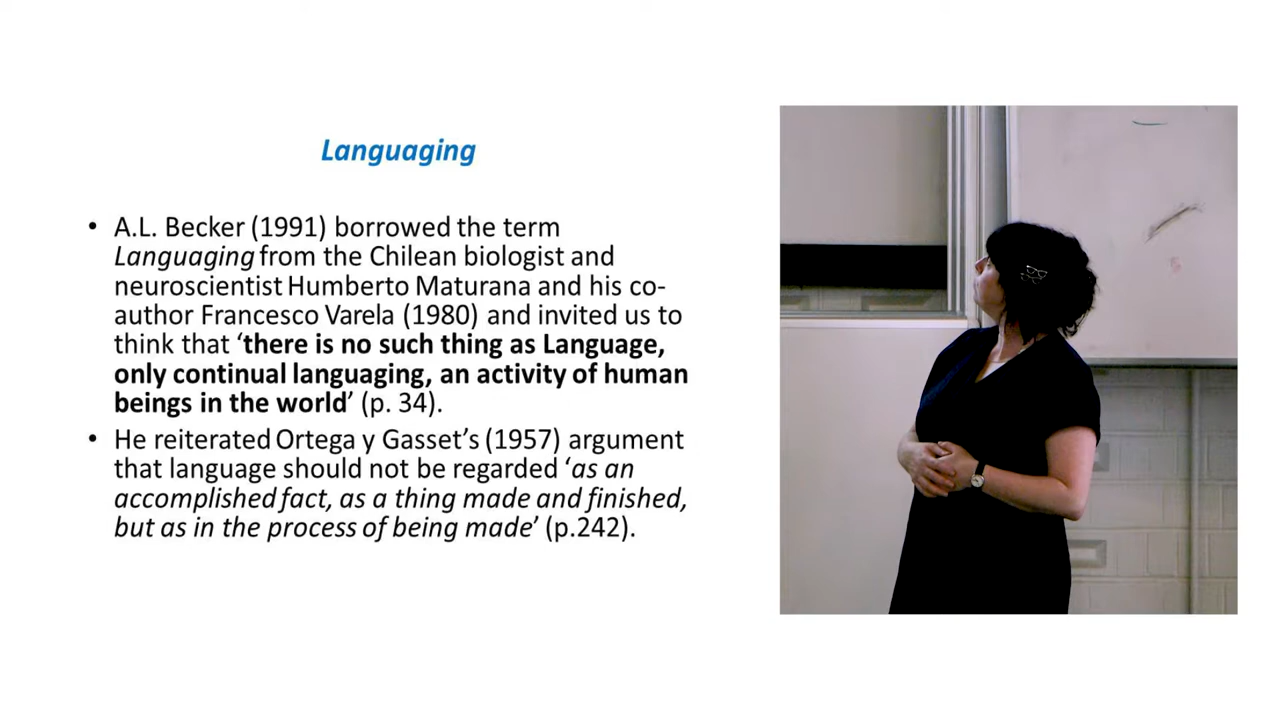 Languaging
• A.L. Becker (1991) borrowed the term
Languaging from the Chilean biologist and
neuroscientist Humberto Maturana and his co-
author Francesco Varela (1980) and invited us to
think that ‘there is no such thing as Language,
only continual languaging, an activity of human
beings in the world’ (p. 34).
• He reiterated Ortega y Gasset’s (1957) argument
that language should not be regarded ‘as an
accomplished fact, as a thing made and finished,
but as in the process of being made’ (p.242).